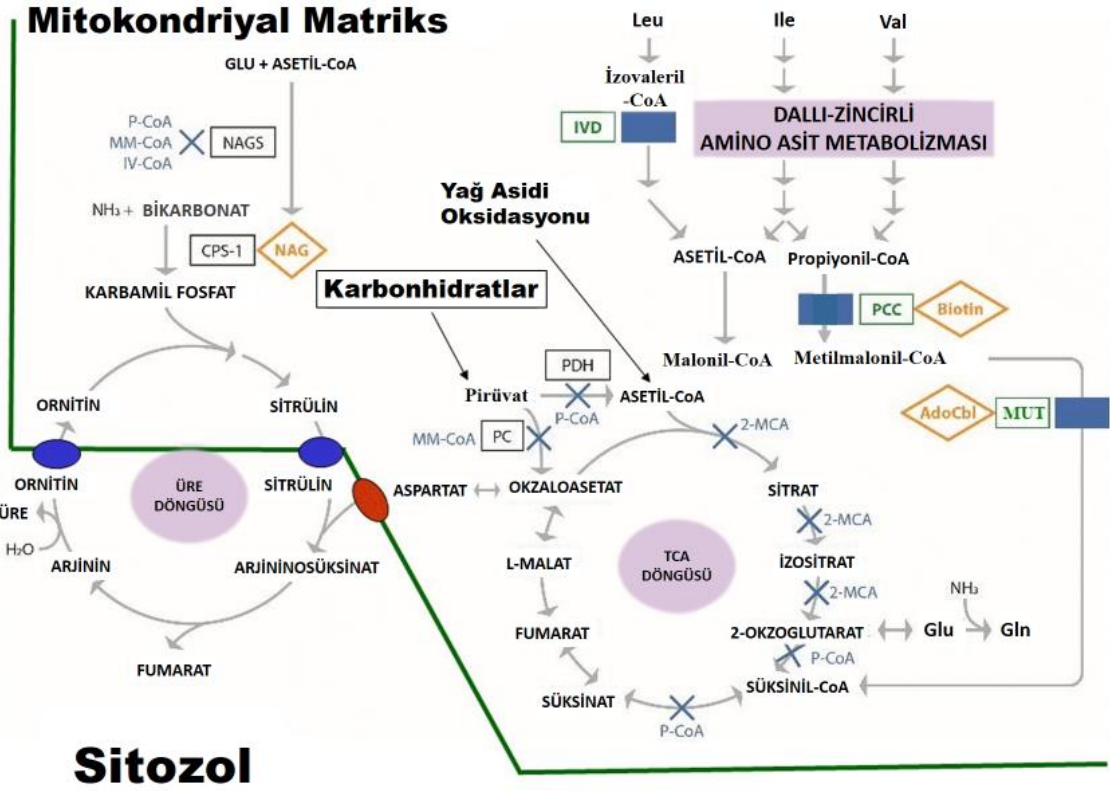 Mitokondriyal Matriks
GLU + ASETİL-CoA
P-CoA
MM-CoA
IV-CoA
NAGS
NH₃ + BİKARBONAT
CPS-1
NAG
KARBAMİL FOSFAT
ORNİTİN
SİTRÜLİN
ORNİTİN
SİTRÜLİN
ÜRE
DÖNGÜSÜ
ÜRE
H₂O
ARJİNİN
ARJİNİNOSÜKSİNAT
FUMARAT
Sitozol
Leu
Ile
Val
İzovaleril
-CoA
IVD
DALLI-ZİNCİRLİ
AMİNO ASİT METABOLİZMASI
Yağ Asidi
Oksidasyonu
ASETİL-CoA
Propiyonil-CoA
Karbonhidratlar
PCC
Biotin
Malonil-CoA
Metilmalonil-CoA
PDH
Pirüvat
P-CoA
ASETİL-CoA
AdoCbl
MUT
MM-CoA
PC
2-MCA
ASPARTAT
OKZALOASETAT
SİTRAT
2-MCA
L-MALAT
TCA
DÖNGÜSÜ
İZOSİTRAT
2-MCA
NH₃
FUMARAT
2-OKZOGLUTARAT
Glu
Gln
P-CoA
SÜKSİNAT
SÜKSİNİL-CoA
P-CoA